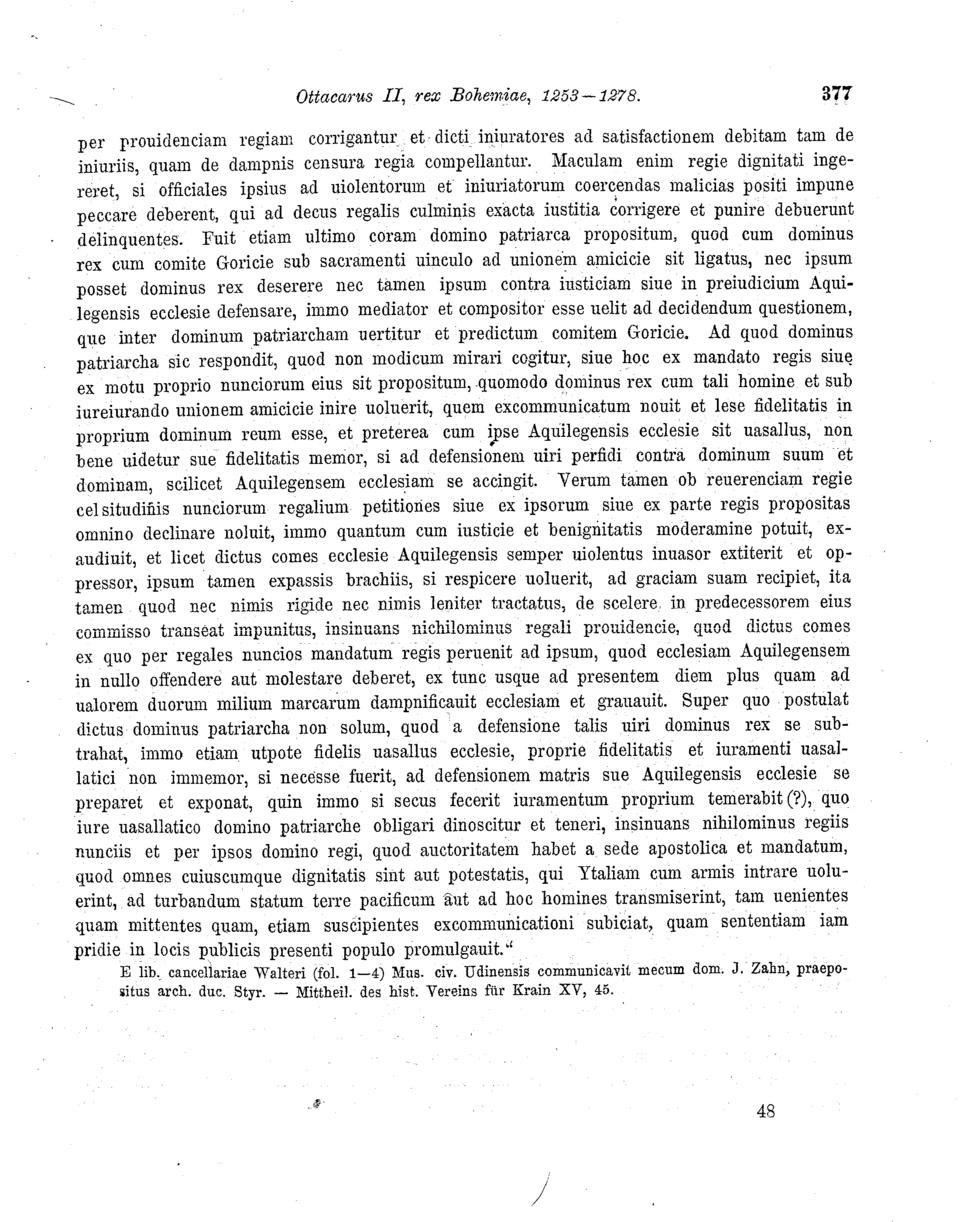 Ottacarus II, rex Bohemiae, 1253—1278. 377
per prouidenciam regiam corrigantur et dicti iniuratores ad satisfactionem debitam tam de
iniuriis, quam de dampnis censura regia compellantur. Maculam enim regie dignitati inge-
reret, si officiales ipsius ad uiolentorum et iniuriatorum coercendas malicias positi impune
peccare deberent, qui ad decus regalis culminis exacta iustitia corrigere et punire debuerunt
delinquentes. Fuit etiam ultimo coram domino patriarca propositum, quod cum dominus
rex cum comite Goricie sub sacramenti uinculo ad unionem amicicie sit ligatus, nec ipsum
posset dominus rex deserere nec tamen ipsum contra iusticiam siue in preiudicium Aqui-
legensis ecclesie defensare, immo mediator et compositor esse uelit ad decidendum questionem,
que inter dominum patriarcham uertitur et predictum comitem Goricie. Ad quod dominus
patriarcha sic respondit, quod non modicum mirari cogitur, siue hoc ex mandato regis siue
ex motu proprio nunciorum eius sit propositum, quomodo dominus rex cum tali homine et sub
iureiurando unionem amicicie inire uoluerit, quem excommunicatum nouit et lese fidelitatis in
proprium dominum reum esse, et preterea cum ipse Aquilegensis ecclesie sit uasallus, non
bene uidetur sue fidelitatis memor, si ad defensionem uiri perfidi contra dominum suum et
dominam, scilicet Aquilegensem ecclesiam se accingit. Verum tamen ob reuerenciam regie
celsitudinis nunciorum regalium petitiones siue ex ipsorum siue ex parte regis propositas
omnino declinare noluit, immo quantum cum iusticie et benignitatis moderamine potuit, ex-
audiuit, et licet dictus comes ecclesie Aquilegensis semper uiolentus inuasor extiterit et op-
pressor, ipsum tamen expassis brachiis, si respicere uoluerit, ad graciam suam recipiet, ita
tamen quod nec nimis rigide nec nimis leniter tractatus, de scelere in predecessorem eius
commisso transeat impunitus, insinuans nichilominus regali prouidencie, quod dictus comes
ex quo per regales nuncios mandatum regis peruenit ad ipsum, quod ecclesiam Aquilegensem
in nullo offendere aut molestare deberet, ex tunc usque ad presentem diem plus quam ad
ualorem duorum milium marcarum dampnificauit ecclesiam et grauauit. Super quo postulat
dictus dominus patriarcha non solum, quod a defensione talis uiri dominus rex se sub-
trahat, immo etiam utpote fidelis uasallus ecclesie, proprie fidelitatis et iuramenti uasal-
latici non immemor, si necesse fuerit, ad defensionem matris sue Aquilegensis ecclesie se
preparet et exponat, quin immo si secus fecerit iuramentum proprium temerabit (?), quo
iure uasallatico domino patriarche obligari dinoscitur et teneri, insinuans nihilominus regiis
nunciis et per ipsos domino regi, quod auctoritatem habet a sede apostolica et mandatum,
quod omnes cuiuscumque dignitatis sint aut potestatis, qui Ytaliam cum armis intrare uolu-
erint, ad turbandum statum terre pacificum aut ad hoc homines transmiserint, tam uenientes
quam mittentes quam, etiam suscipientes excommunicationi subiciat, quam sententiam iam
pridie in locis publicis presenti populo promulgauit.“
E lib. cancellariae Walteri (fol. 1—4) Mus. civ. Udinensis communicavit mecum dom. J. Zahn, praepo-
situs arch. duc. Styr. — Mittheil. des hist. Vereins für Krain XV, 45.
48